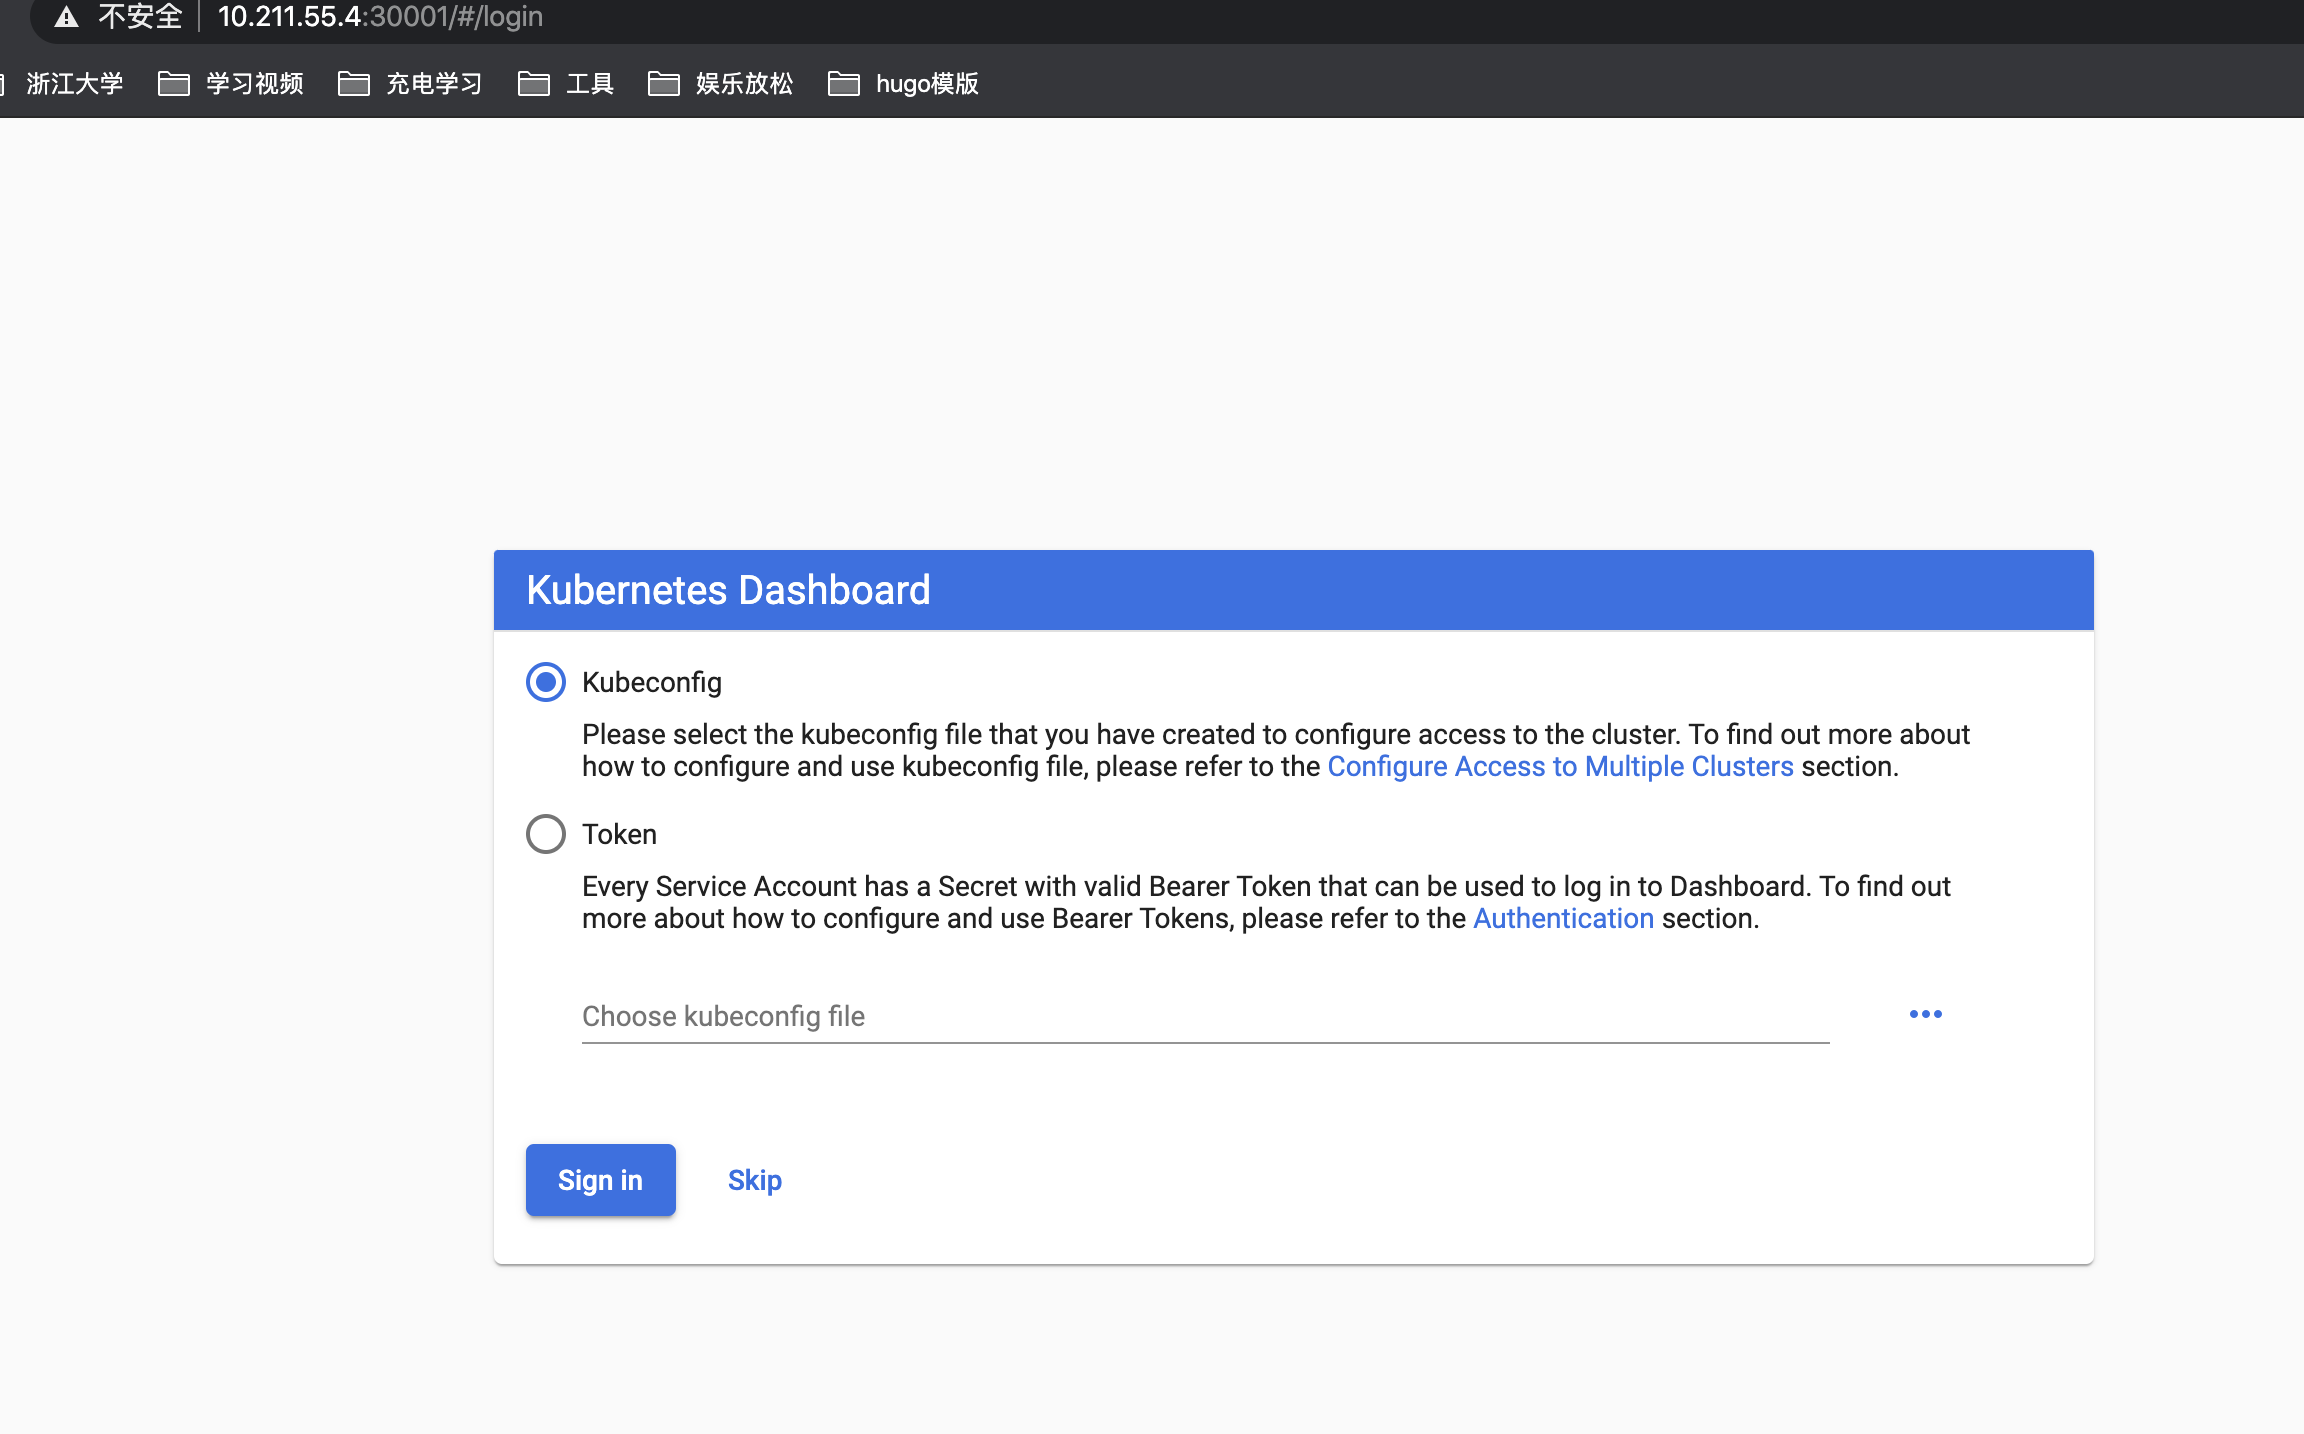 不安全 10.211.55.4:30001/#/login
浙江大学 学习视频 充电学习 工具 娱乐放松 hugo模版
Kubernetes Dashboard
Kubeconfig
Please select the kubeconfig file that you have created to configure access to the cluster. To find out more about
how to configure and use kubeconfig file, please refer to the Configure Access to Multiple Clusters section.
Token
Every Service Account has a Secret with valid Bearer Token that can be used to log in to Dashboard. To find out
more about how to configure and use Bearer Tokens, please refer to the Authentication section.
Choose kubeconfig file
Sign in Skip